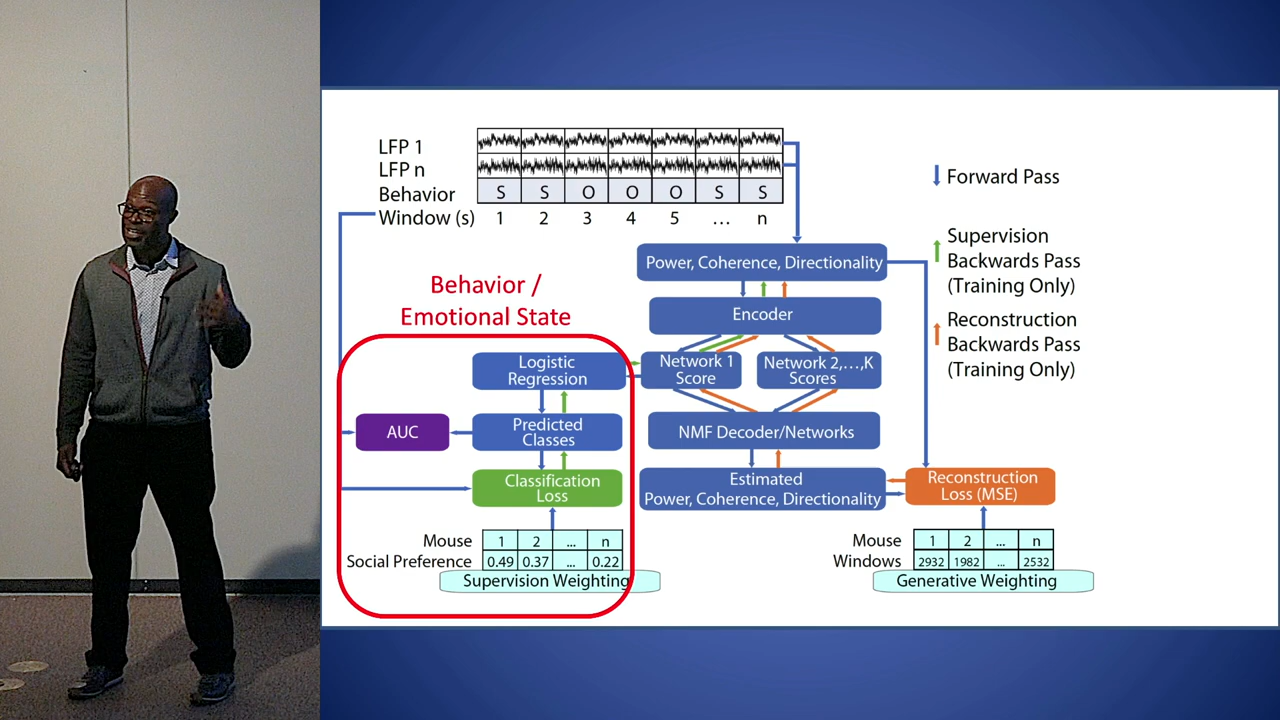 LFP 1
LFP n
Behavior S S O O O S S
Window (s) 1 2 3 4 5 ... n
Forward Pass
Supervision
Backwards Pass
(Training Only)
Reconstruction
Backwards Pass
(Training Only)
Power, Coherence, Directionality
Encoder
Behavior /
Emotional State
Logistic
Regression
Network 1
Score
Network 2,...,K
Scores
AUC
Predicted
Classes
NMF Decoder/Networks
Classification
Loss
Estimated
Power, Coherence, Directionality
Reconstruction
Loss (MSE)
Mouse 1 2 ... n
Social Preference 0.49 0.37 ... 0.22
Supervision Weighting
Mouse 1 2 ... n
Windows 2932 1982 ... 2532
Generative Weighting